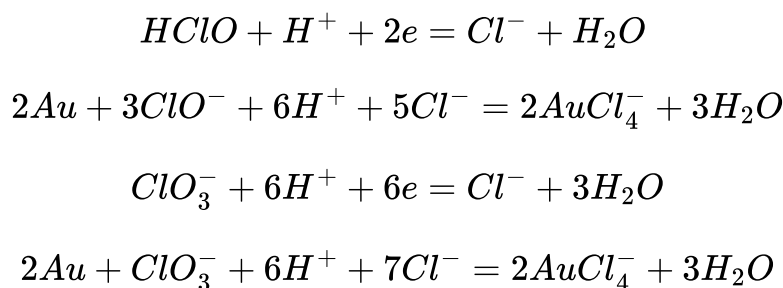 HClO + H⁺ + 2e = Cl⁻ + H₂O
2Au + 3ClO⁻ + 6H⁺ + 5Cl⁻ = 2AuCl₄⁻ + 3H₂O
ClO₃⁻ + 6H⁺ + 6e = Cl⁻ + 3H₂O
2Au + ClO₃⁻ + 6H⁺ + 7Cl⁻ = 2AuCl₄⁻ + 3H₂O